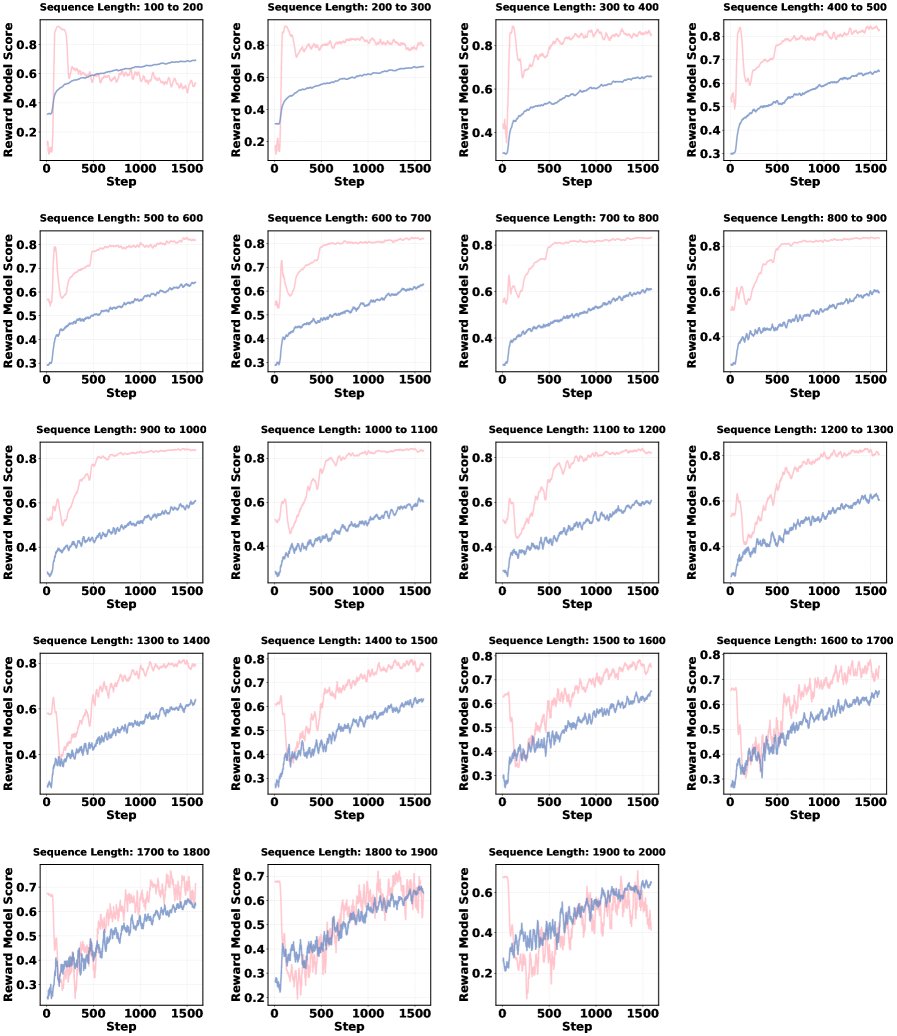 Sequence Length: 100 to 200
Reward Model Score
0.8
0.6
0.4
0.2
0 500 1000 1500
Step
Sequence Length: 200 to 300
Reward Model Score
0.8
0.6
0.4
0.2
0 500 1000 1500
Step
Sequence Length: 300 to 400
Reward Model Score
0.8
0.6
0.4
0 500 1000 1500
Step
Sequence Length: 400 to 500
Reward Model Score
0.8
0.7
0.6
0.5
0.4
0.3
0 500 1000 1500
Step
Sequence Length: 500 to 600
Reward Model Score
0.8
0.7
0.6
0.5
0.4
0.3
0 500 1000 1500
Step
Sequence Length: 600 to 700
Reward Model Score
0.8
0.7
0.6
0.5
0.4
0.3
0 500 1000 1500
Step
Sequence Length: 700 to 800
Reward Model Score
0.8
0.6
0.4
0 500 1000 1500
Step
Sequence Length: 800 to 900
Reward Model Score
0.8
0.6
0.4
0 500 1000 1500
Step
Sequence Length: 900 to 1000
Reward Model Score
0.8
0.6
0.4
0 500 1000 1500
Step
Sequence Length: 1000 to 1100
Reward Model Score
0.8
0.6
0.4
0 500 1000 1500
Step
Sequence Length: 1100 to 1200
Reward Model Score
0.8
0.6
0.4
0 500 1000 1500
Step
Sequence Length: 1200 to 1300
Reward Model Score
0.8
0.6
0.4
0 500 1000 1500
Step
Sequence Length: 1300 to 1400
Reward Model Score
0.8
0.6
0.4
0 500 1000 1500
Step
Sequence Length: 1400 to 1500
Reward Model Score
0.8
0.7
0.6
0.5
0.4
0.3
0 500 1000 1500
Step
Sequence Length: 1500 to 1600
Reward Model Score
0.8
0.7
0.6
0.5
0.4
0.3
0 500 1000 1500
Step
Sequence Length: 1600 to 1700
Reward Model Score
0.8
0.7
0.6
0.5
0.4
0.3
0 500 1000 1500
Step
Sequence Length: 1700 to 1800
Reward Model Score
0.7
0.6
0.5
0.4
0.3
0 500 1000 1500
Step
Sequence Length: 1800 to 1900
Reward Model Score
0.7
0.6
0.5
0.4
0.3
0.2
0 500 1000 1500
Step
Sequence Length: 1900 to 2000
Reward Model Score
0.6
0.4
0.2
0 500 1000 1500
Step